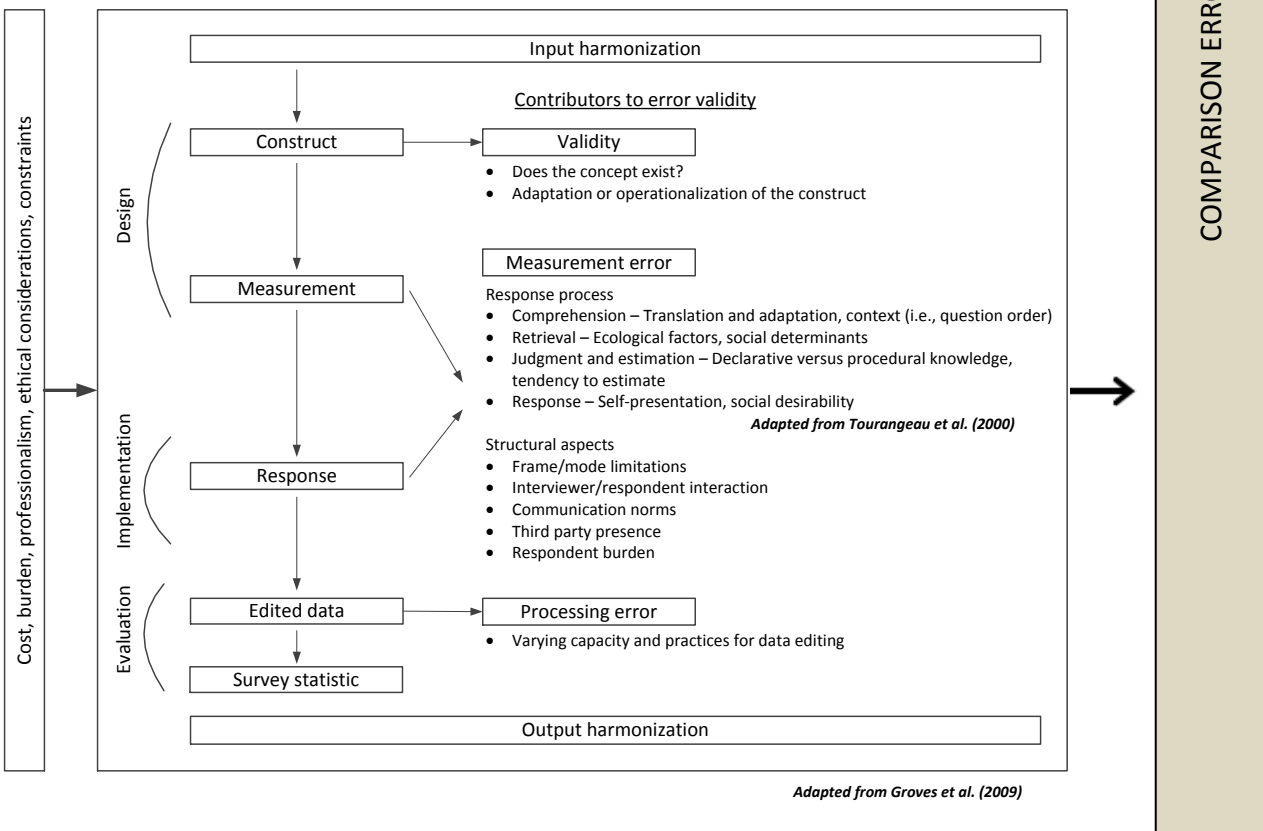 Cost, burden, professionalism, ethical considerations, constraints
Input harmonization
Contributors to error validity
Design
Construct
Validity
• Does the concept exist?
• Adaptation or operationalization of the construct
Measurement
Measurement error
Response process
• Comprehension – Translation and adaptation, context (i.e., question order)
• Retrieval – Ecological factors, social determinants
• Judgment and estimation – Declarative versus procedural knowledge,
tendency to estimate
• Response – Self-presentation, social desirability
Adapted from Tourangeau et al. (2000)
Implementation
Response
Structural aspects
• Frame/mode limitations
• Interviewer/respondent interaction
• Communication norms
• Third party presence
• Respondent burden
Evaluation
Edited data
Processing error
• Varying capacity and practices for data editing
Survey statistic
Output harmonization
Adapted from Groves et al. (2009)
COMPARISON ERR